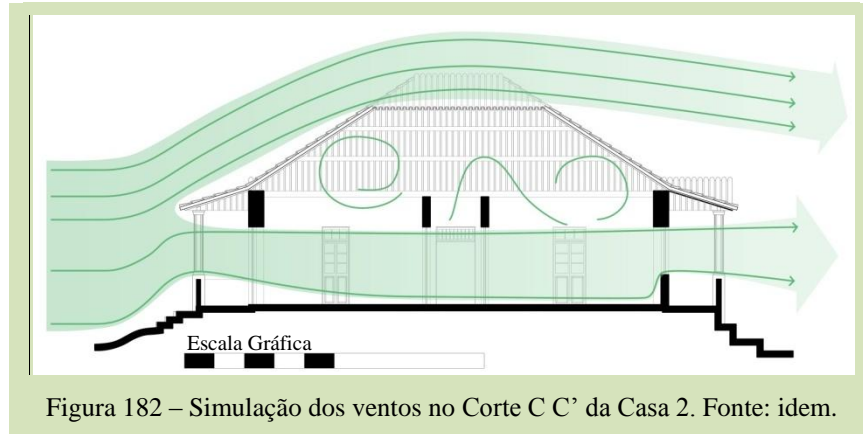 Escala Gráfica
Figura 182 – Simulação dos ventos no Corte C C’ da Casa 2. Fonte: idem.